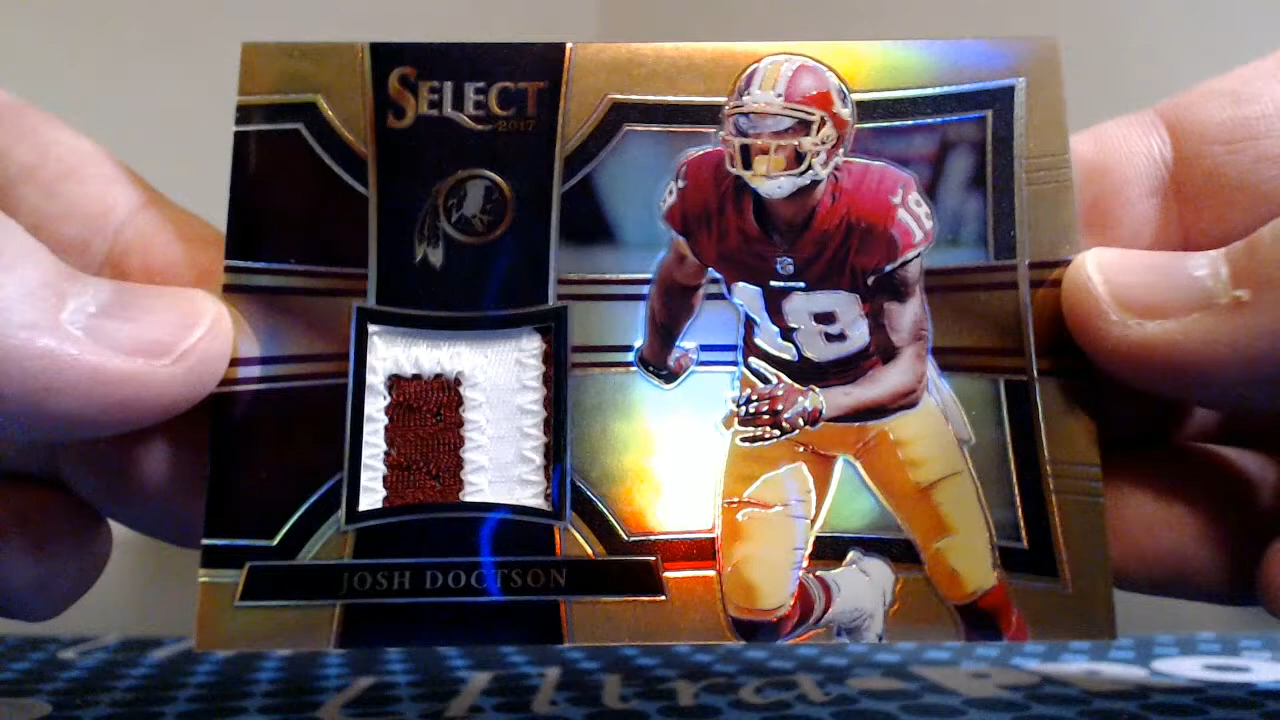 SELECT
2017
18
18
JOSH DOCTSON
Ultra PRO